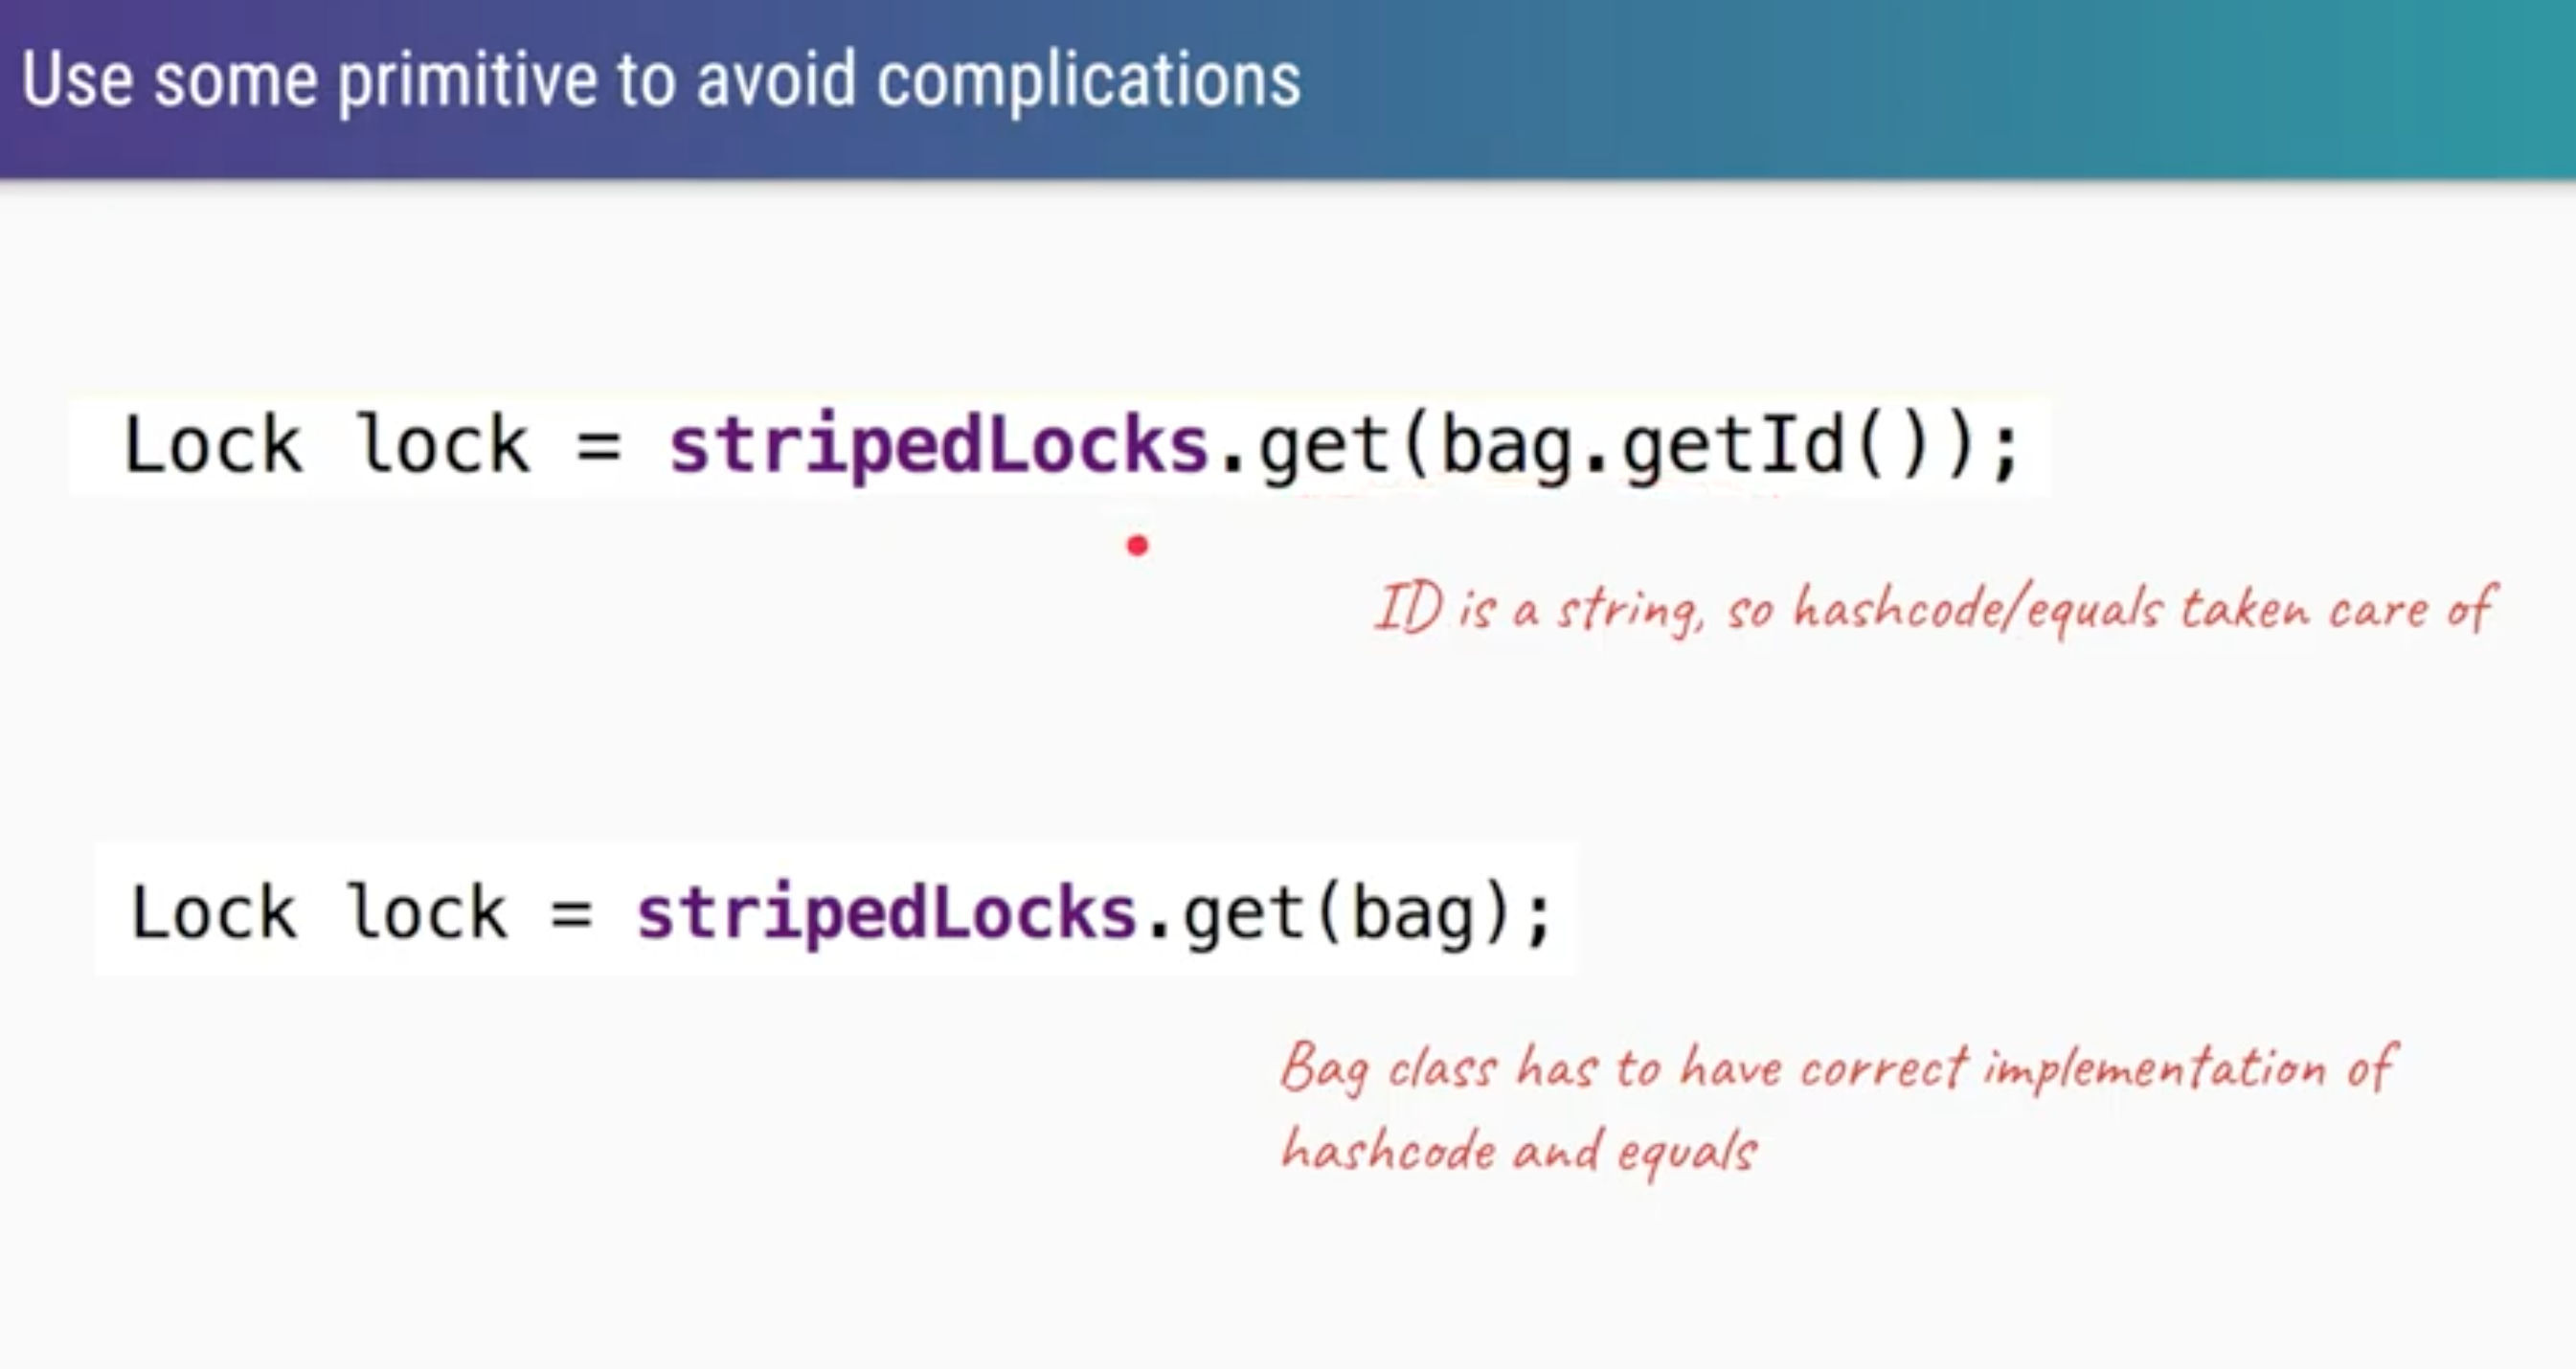 Use some primitive to avoid complications
Lock lock = stripedLocks.get(bag.getId());
ID is a string, so hashcode/equals taken care of
Lock lock = stripedLocks.get(bag);
Bag class has to have correct implementation of
hashcode and equals